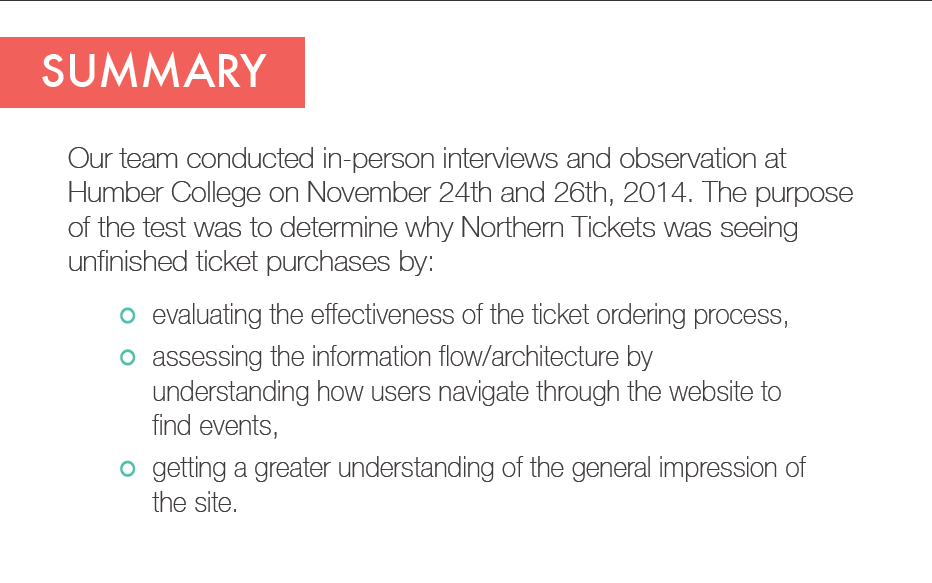 SUMMARY
Our team conducted in-person interviews and observation at
Humber College on November 24th and 26th, 2014. The purpose
of the test was to determine why Northern Tickets was seeing
unfinished ticket purchases by:
evaluating the effectiveness of the ticket ordering process,
assessing the information flow/architecture by
understanding how users navigate through the website to
find events,
getting a greater understanding of the general impression of
the site.